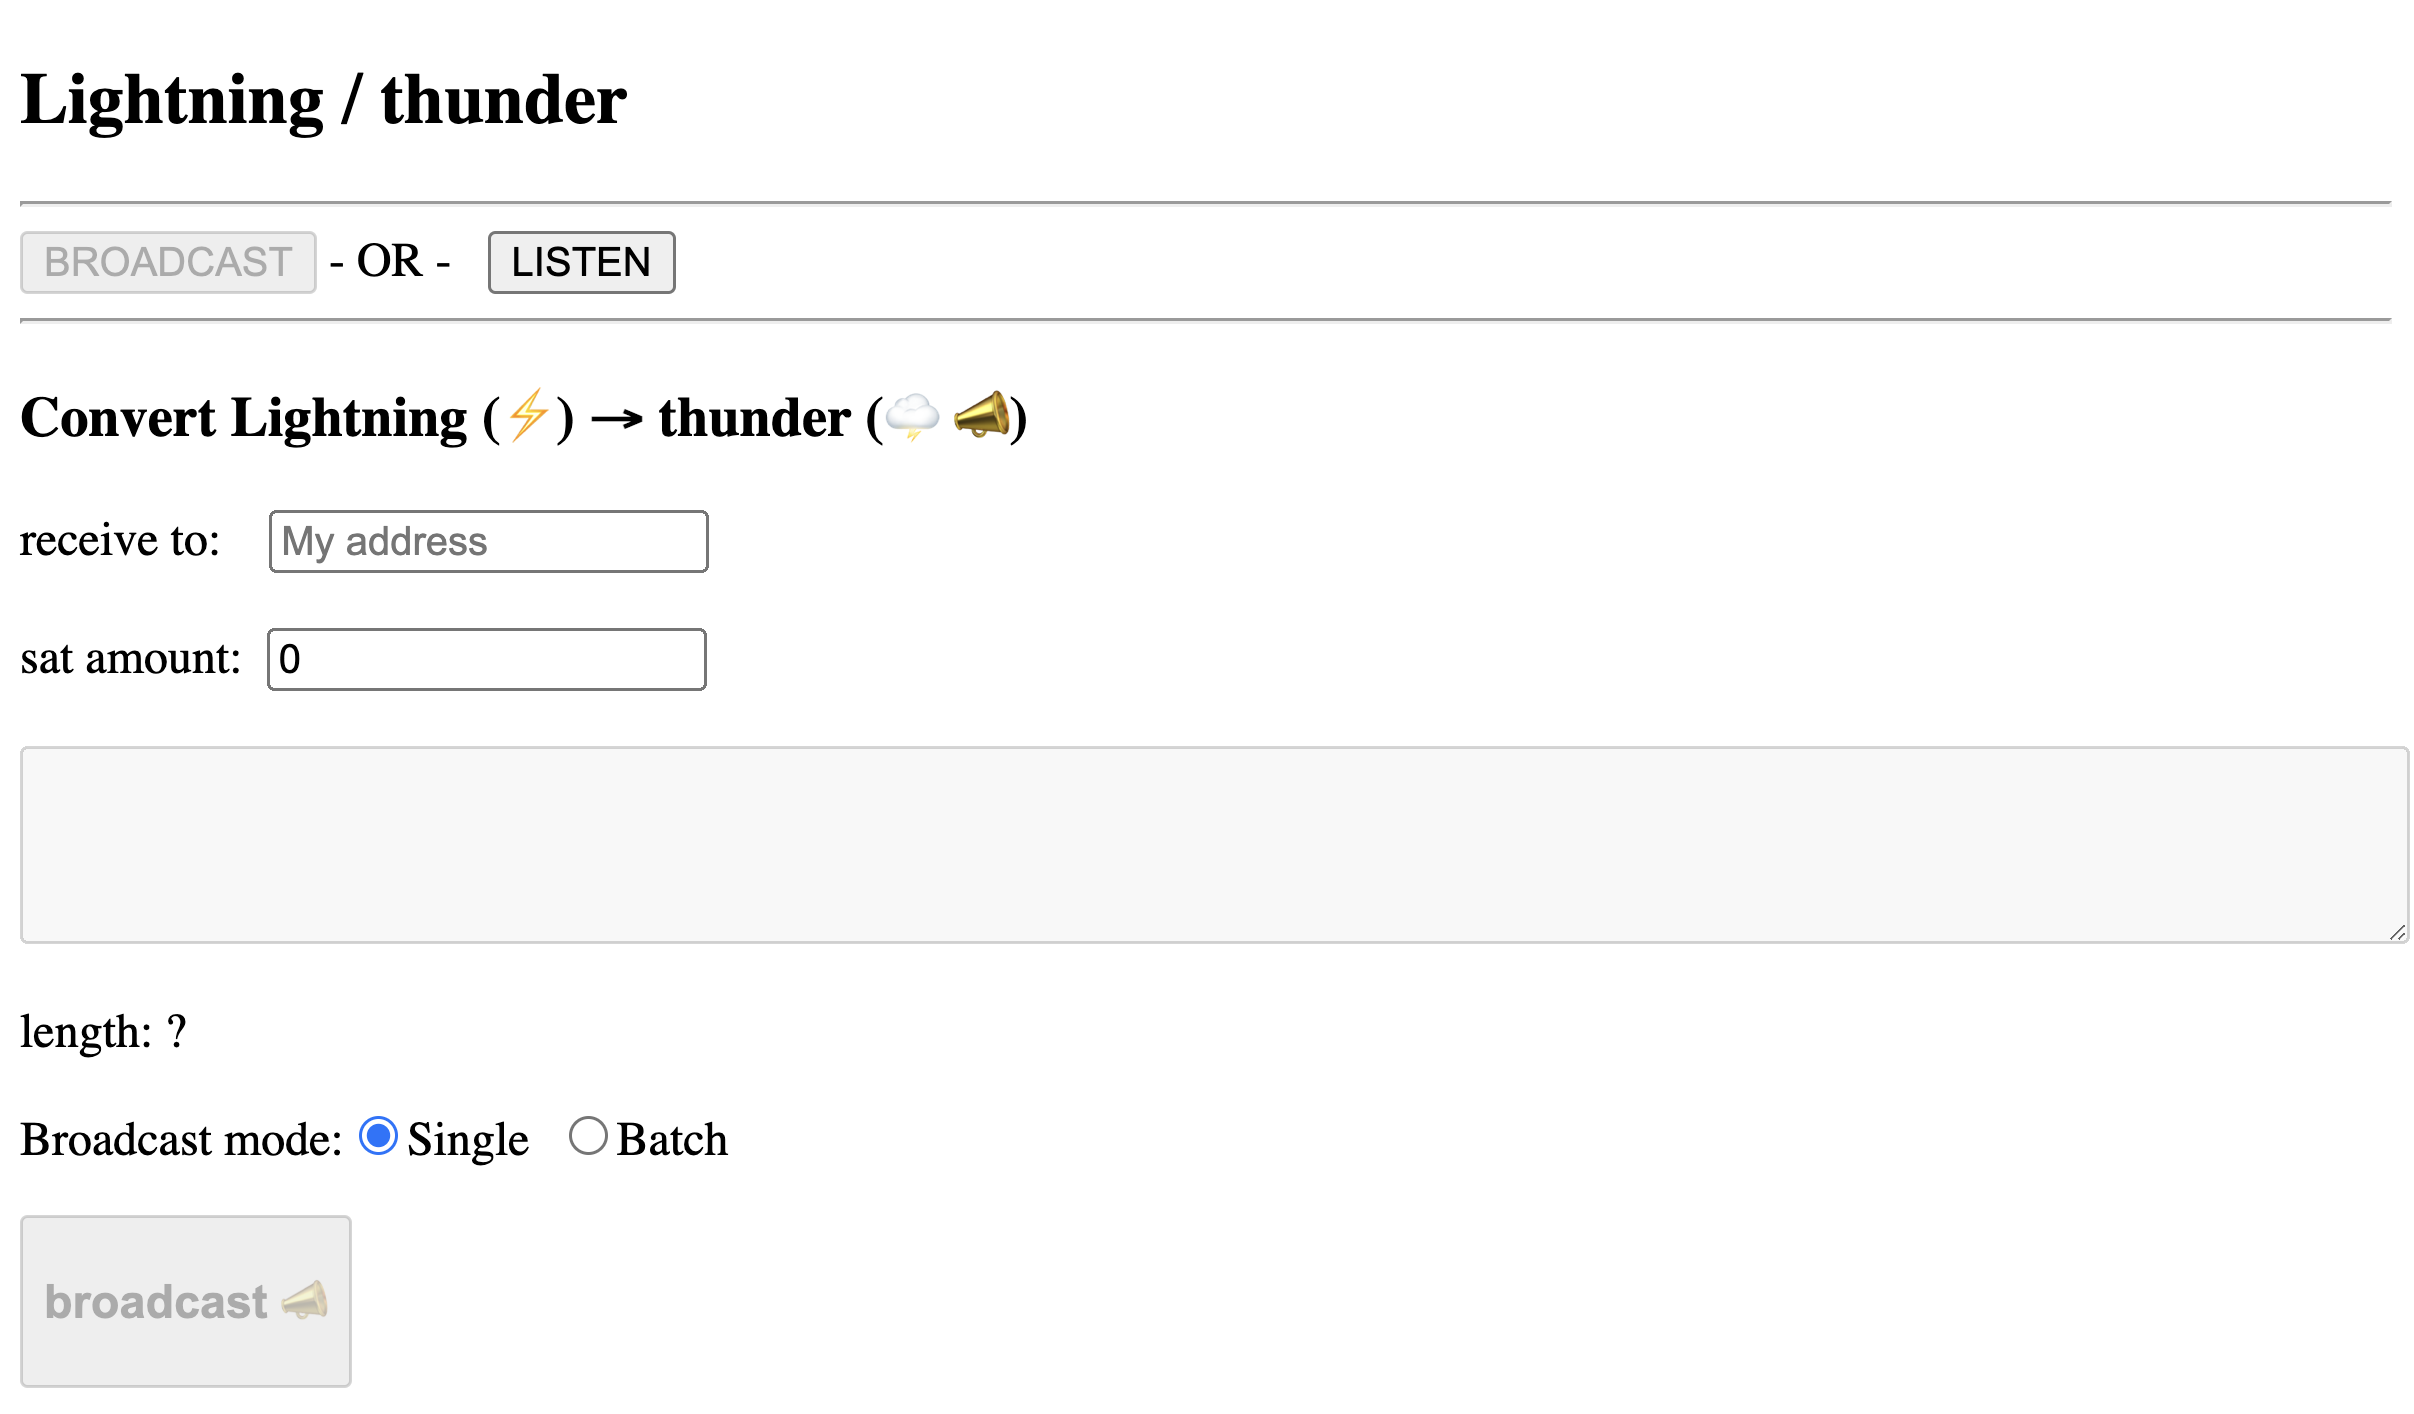 Lightning / thunder
BROADCAST - OR - LISTEN
Convert Lightning (⚡) → thunder (🌩️ 📣)
receive to: My address
sat amount: 0
length: ?
Broadcast mode: Single Batch
broadcast 📣